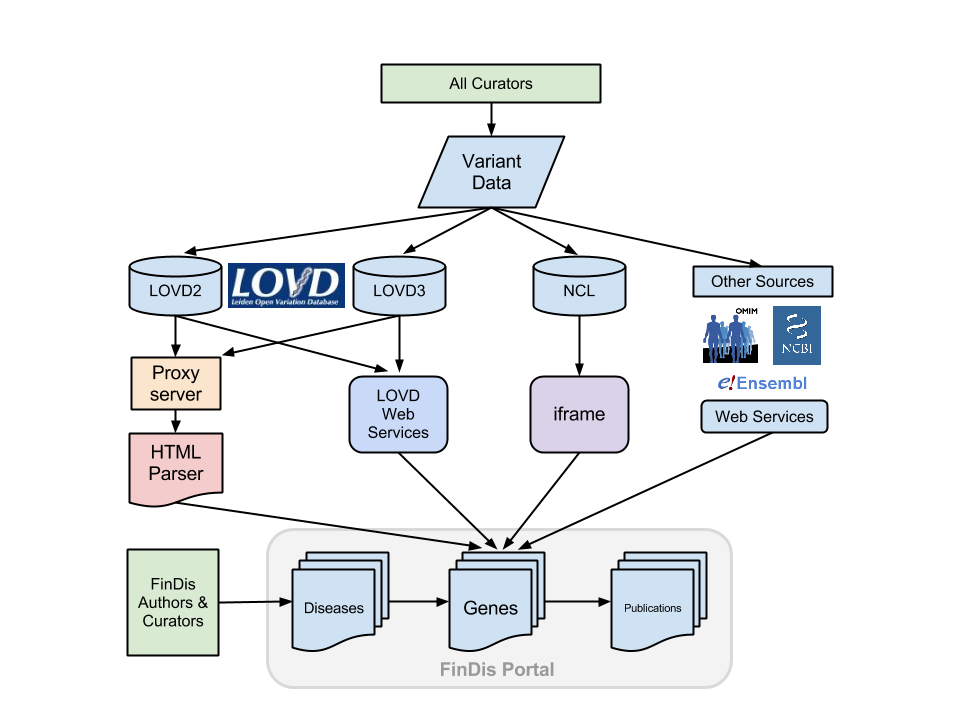 All Curators
Variant
Data
LOVD2
LOVD
Leiden Open Variation Database
LOVD3
NCL
Other Sources
OMIM
NCBI
e!Ensembl
Proxy
server
LOVD
Web
Services
iframe
Web Services
HTML
Parser
FinDis
Authors &
Curators
Diseases
Genes
Publications
FinDis Portal